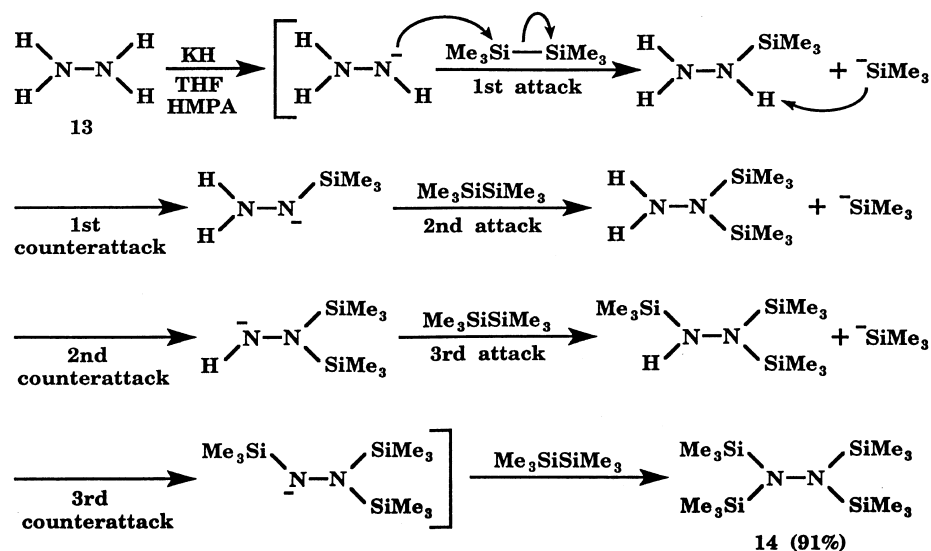 H H H Me₃Si—SiMe₃ H SiMe₃
N–N KH N–N⁻ N–N + ⁻SiMe₃
H H THF H H 1st attack H H
HMPA
13
H SiMe₃ Me₃SiSiMe₃ H SiMe₃
N–N⁻ N–N + ⁻SiMe₃
1st H 2nd attack H SiMe₃
counterattack
SiMe₃ Me₃SiSiMe₃ Me₃Si SiMe₃
⁻N–N N–N + ⁻SiMe₃
2nd H SiMe₃ 3rd attack H SiMe₃
counterattack
Me₃Si SiMe₃ Me₃SiSiMe₃ Me₃Si SiMe₃
⁻N–N N–N
3rd SiMe₃ Me₃Si SiMe₃
counterattack
14 (91%)